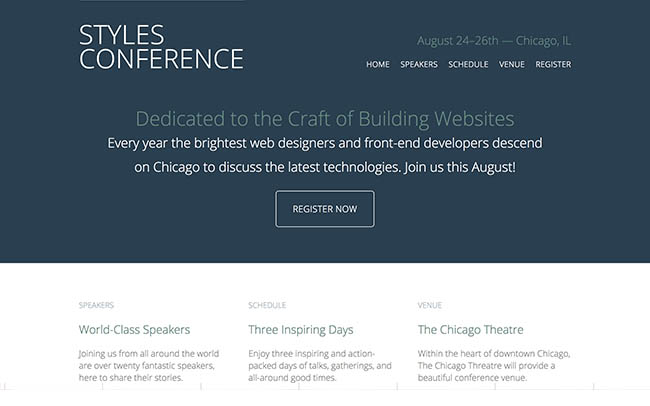 STYLES
CONFERENCE
August 24–26th — Chicago, IL
HOME SPEAKERS SCHEDULE VENUE REGISTER
Dedicated to the Craft of Building Websites
Every year the brightest web designers and front-end developers descend
on Chicago to discuss the latest technologies. Join us this August!
REGISTER NOW
SPEAKERS
World-Class Speakers
Joining us from all around the world
are over twenty fantastic speakers,
here to share their stories.
SCHEDULE
Three Inspiring Days
Enjoy three inspiring and action-
packed days of talks, gatherings, and
all-around good times.
VENUE
The Chicago Theatre
Within the heart of downtown Chicago,
The Chicago Threatre will provide a
beautiful conference venue.